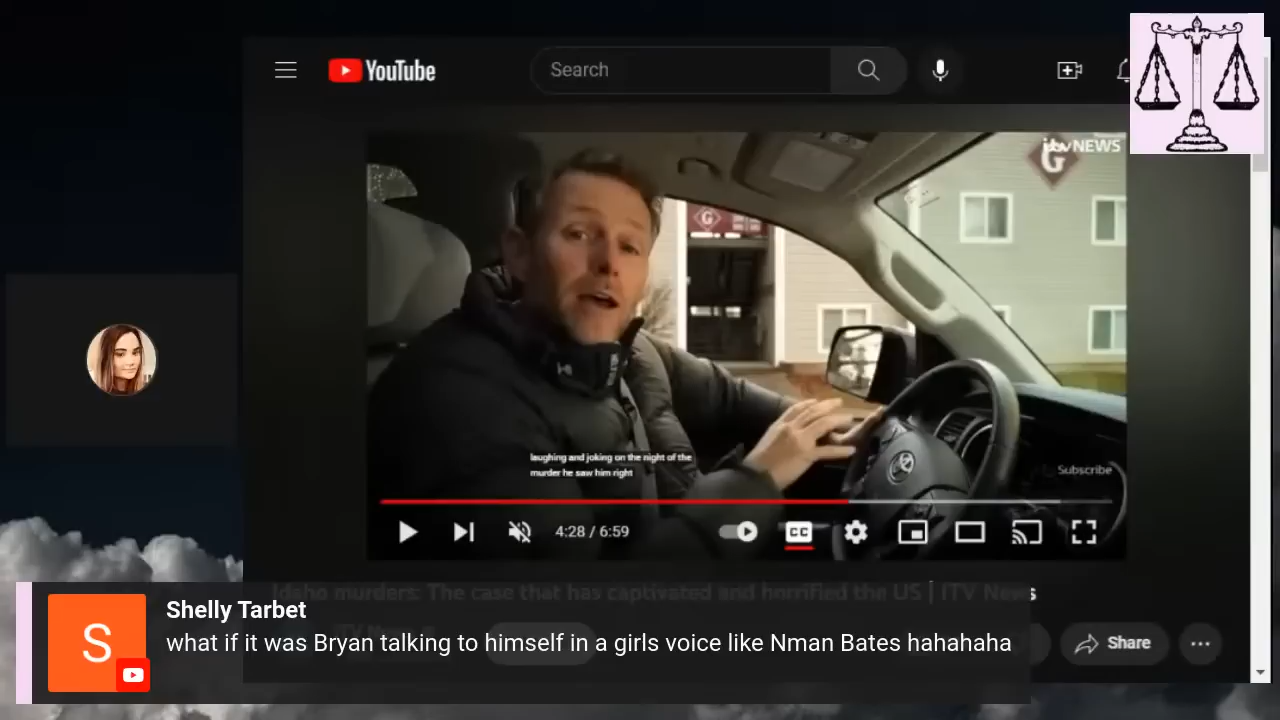 YouTube
Search
itv NEWS
G
G
laughing and joking on the night of the
murder he saw him right
Subscribe
4:28 / 6:59
CC
Idaho murders: The case that has captivated and horrified the US | ITV News
Share
S
Shelly Tarbet
what if it was Bryan talking to himself in a girls voice like Nman Bates hahahaha